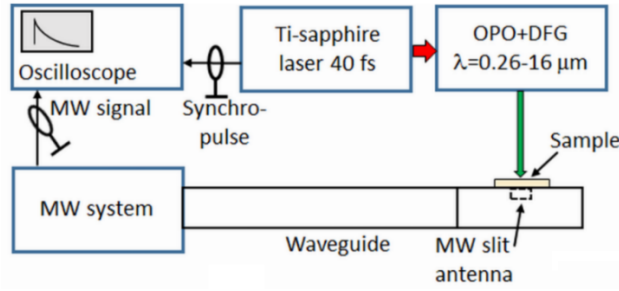 Oscilloscope
MW signal
Synchro-
pulse
Ti-sapphire
laser 40 fs
OPO+DFG
λ=0.26-16 μm
Sample
MW system
Waveguide
MW slit
antenna